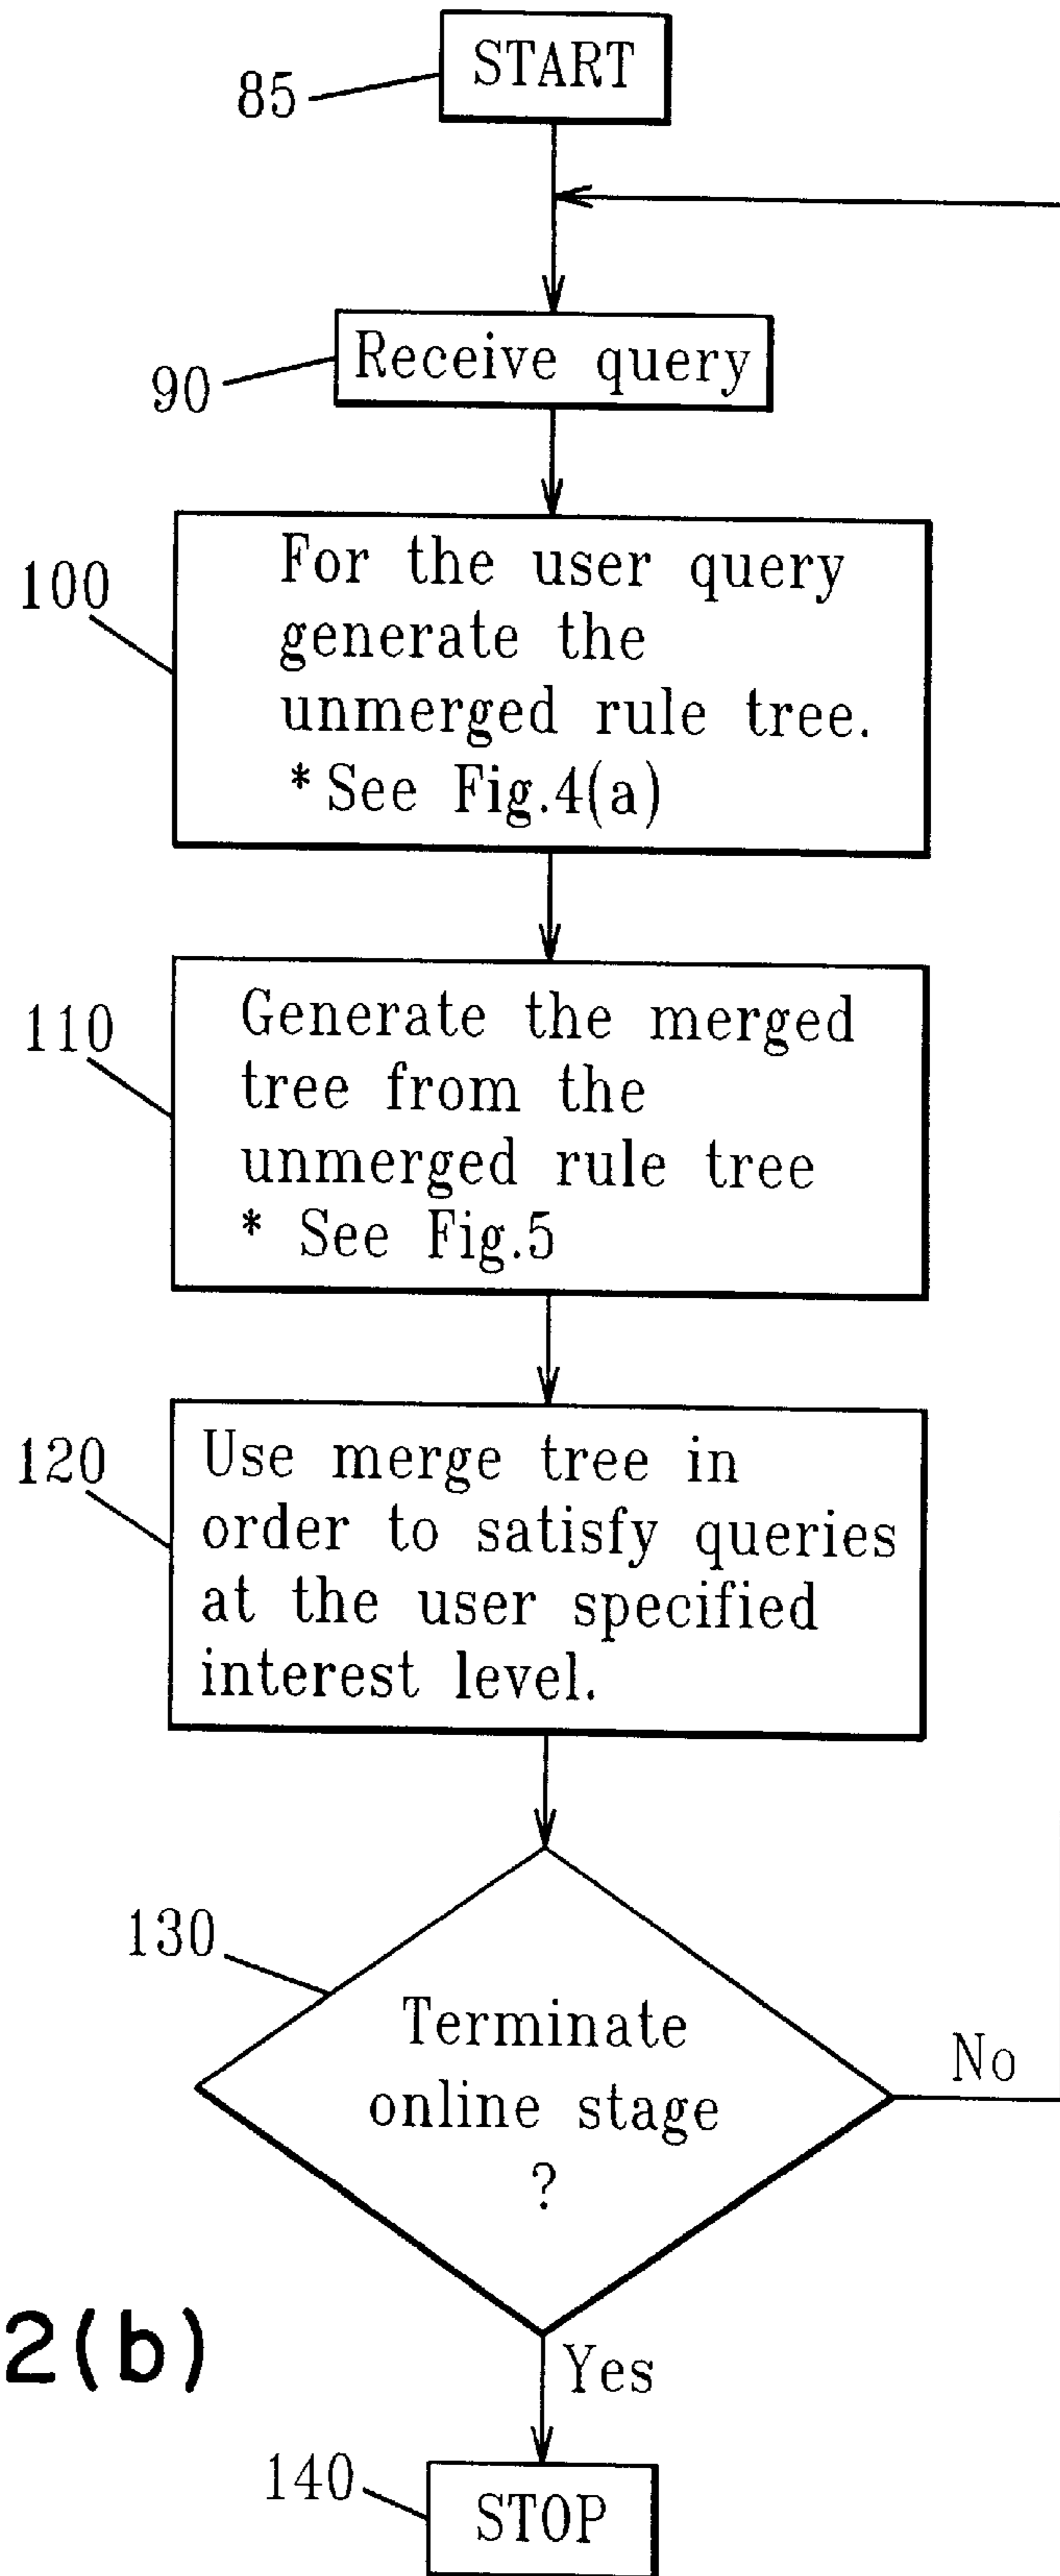 START
85
Receive query
90
For the user query
generate the
unmerged rule tree.
* See Fig.4(a)
100
Generate the merged
tree from the
unmerged rule tree
* See Fig.5
110
Use merge tree in
order to satisfy queries
at the user specified
interest level.
120
130
Terminate
online stage
?
No
Yes
2(b)
140
STOP